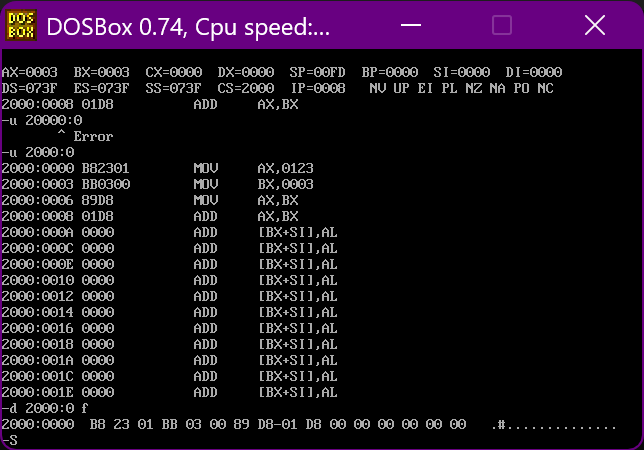 DOS
BOX
DOSBox 0.74, Cpu speed:...
AX=0003  BX=0003  CX=0000  DX=0000  SP=00FD  BP=0000  SI=0000  DI=0000
DS=073F  ES=073F  SS=073F  CS=2000  IP=0008   NV UP EI PL NZ NA PO NC
2000:0008 01D8          ADD     AX,BX
-u 20000:0
       ^ Error
-u 2000:0
2000:0000 B82301        MOV     AX,0123
2000:0003 BB0300        MOV     BX,0003
2000:0006 89D8          MOV     AX,BX
2000:0008 01D8          ADD     AX,BX
2000:000A 0000          ADD     [BX+SI],AL
2000:000C 0000          ADD     [BX+SI],AL
2000:000E 0000          ADD     [BX+SI],AL
2000:0010 0000          ADD     [BX+SI],AL
2000:0012 0000          ADD     [BX+SI],AL
2000:0014 0000          ADD     [BX+SI],AL
2000:0016 0000          ADD     [BX+SI],AL
2000:0018 0000          ADD     [BX+SI],AL
2000:001A 0000          ADD     [BX+SI],AL
2000:001C 0000          ADD     [BX+SI],AL
2000:001E 0000          ADD     [BX+SI],AL
-d 2000:0 f
2000:0000  B8 23 01 BB 03 00 89 D8-01 D8 00 00 00 00 00 00   .#..............
-S